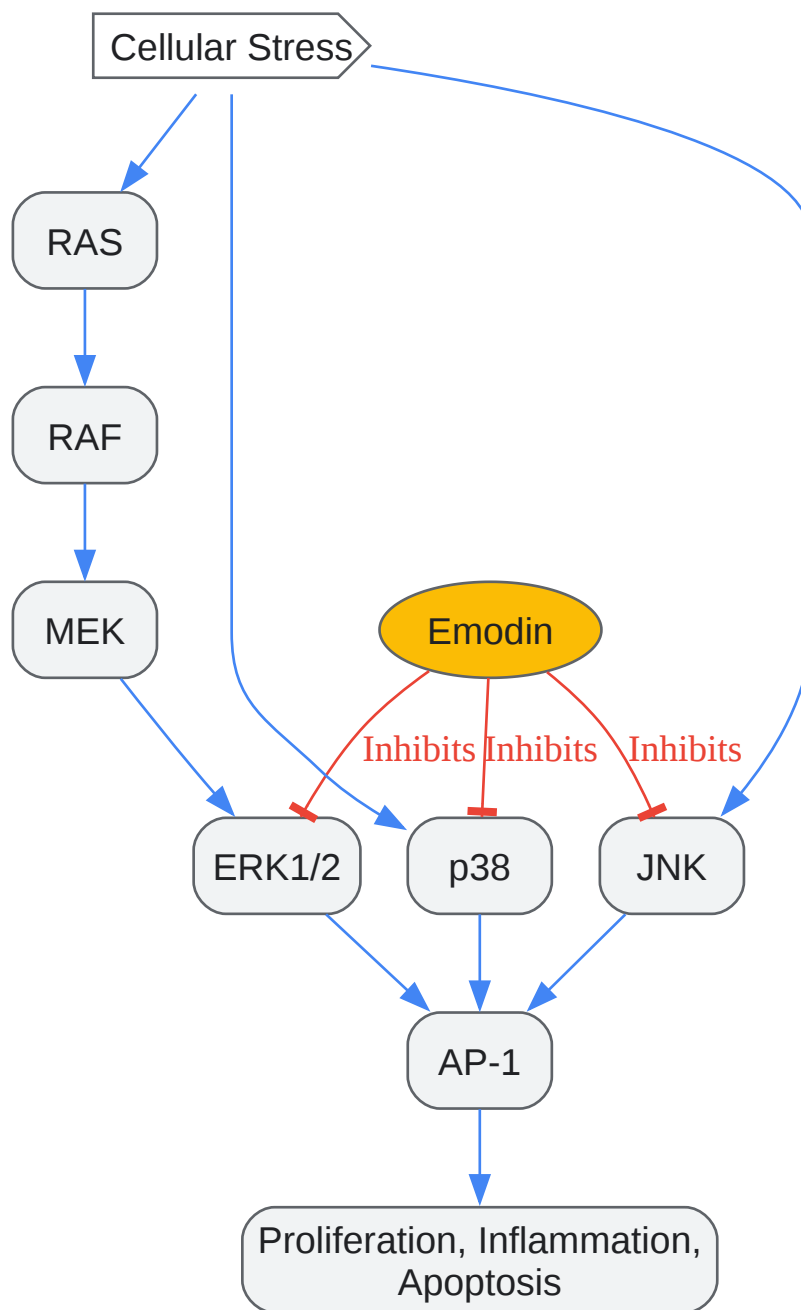 Cellular Stress
RAS
RAF
MEK
Emodin
Inhibits
Inhibits
Inhibits
ERK1/2
p38
JNK
AP-1
Proliferation, Inflammation,
Apoptosis